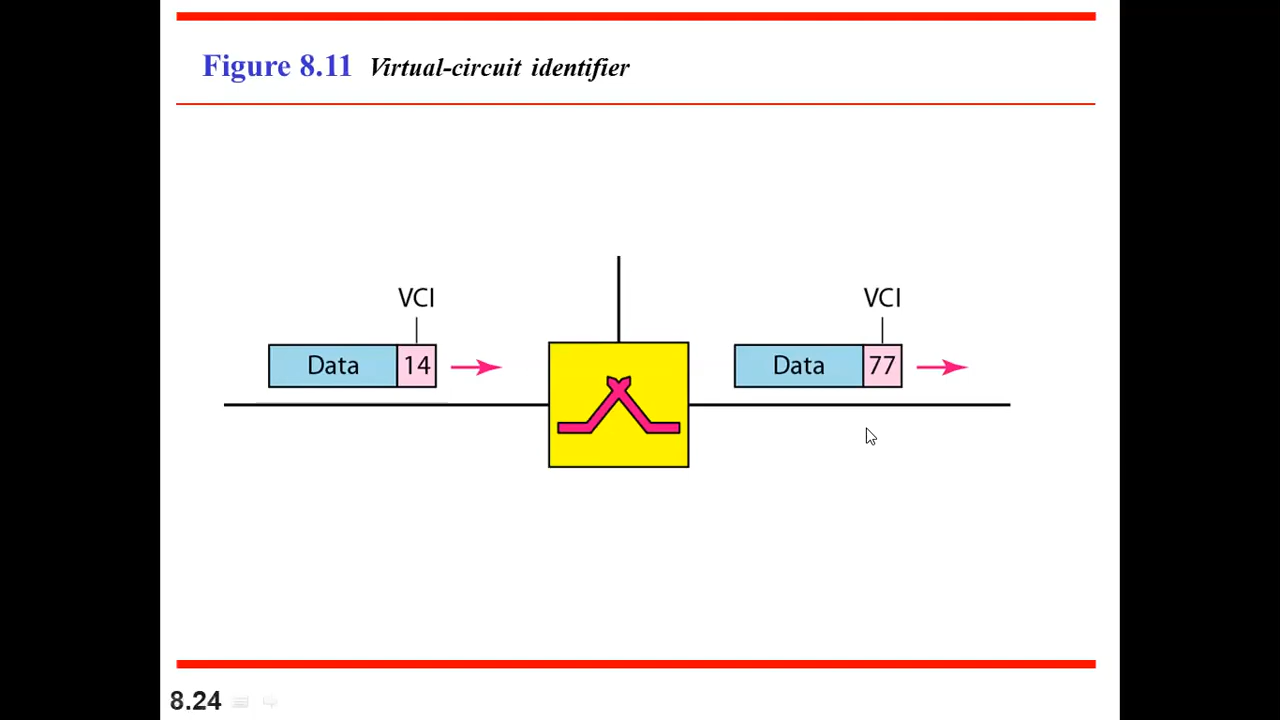 Figure 8.11 Virtual-circuit identifier
VCI
VCI
Data 14
Data 77
8.24